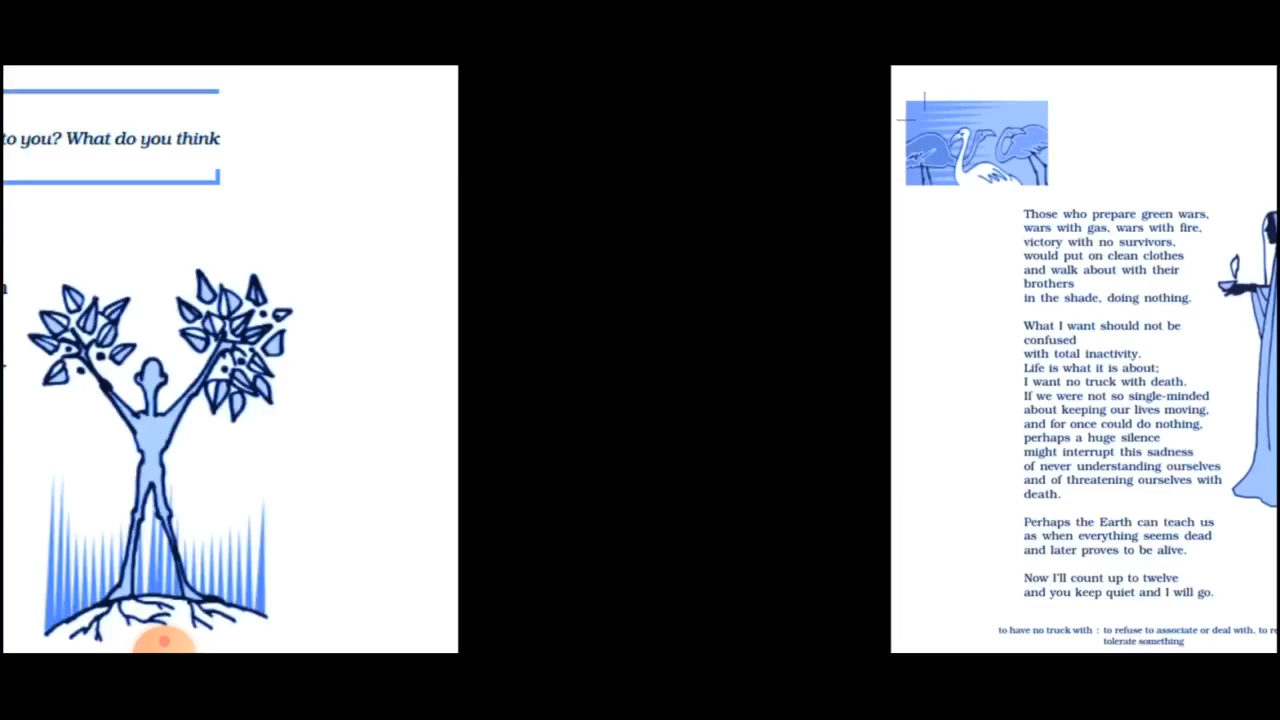 to you? What do you think
Those who prepare green wars,
wars with gas, wars with fire,
victory with no survivors,
would put on clean clothes
and walk about with their
brothers
in the shade, doing nothing.
What I want should not be
confused
with total inactivity.
Life is what it is about;
I want no truck with death.
If we were not so single-minded
about keeping our lives moving,
and for once could do nothing,
perhaps a huge silence
might interrupt this sadness
of never understanding ourselves
and of threatening ourselves with
death.
Perhaps the Earth can teach us
as when everything seems dead
and later proves to be alive.
Now I'll count up to twelve
and you keep quiet and I will go.
to have no truck with : to refuse to associate or deal with, to re
tolerate something